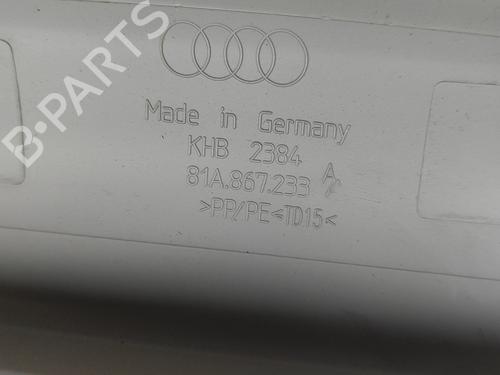 B-PARTS
Made in Germany
KHB 2384
81A.867.233 A
>PP/PE<TD15<